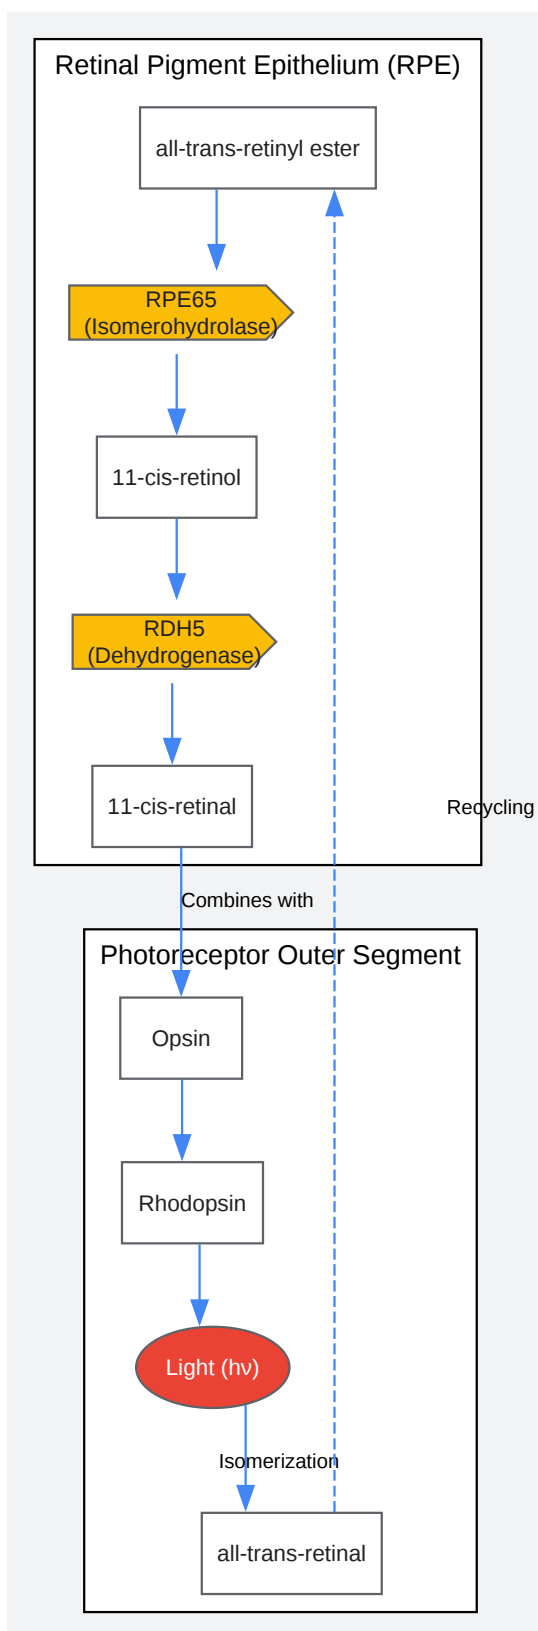 Retinal Pigment Epithelium (RPE)
all-trans-retinyl ester
RPE65
(Isomerohydrolase)
11-cis-retinol
RDH5
(Dehydrogenase)
11-cis-retinal
Recycling
Combines with
Photoreceptor Outer Segment
Opsin
Rhodopsin
Light (hν)
Isomerization
all-trans-retinal